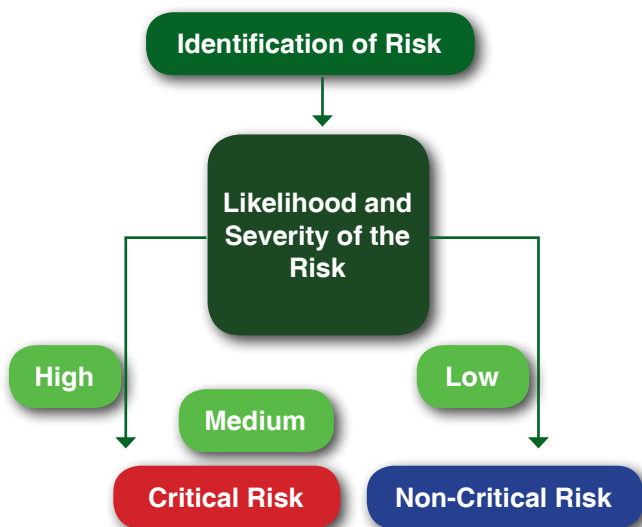 Identification of Risk
Likelihood and
Severity of the
Risk
High
Low
Medium
Critical Risk
Non-Critical Risk